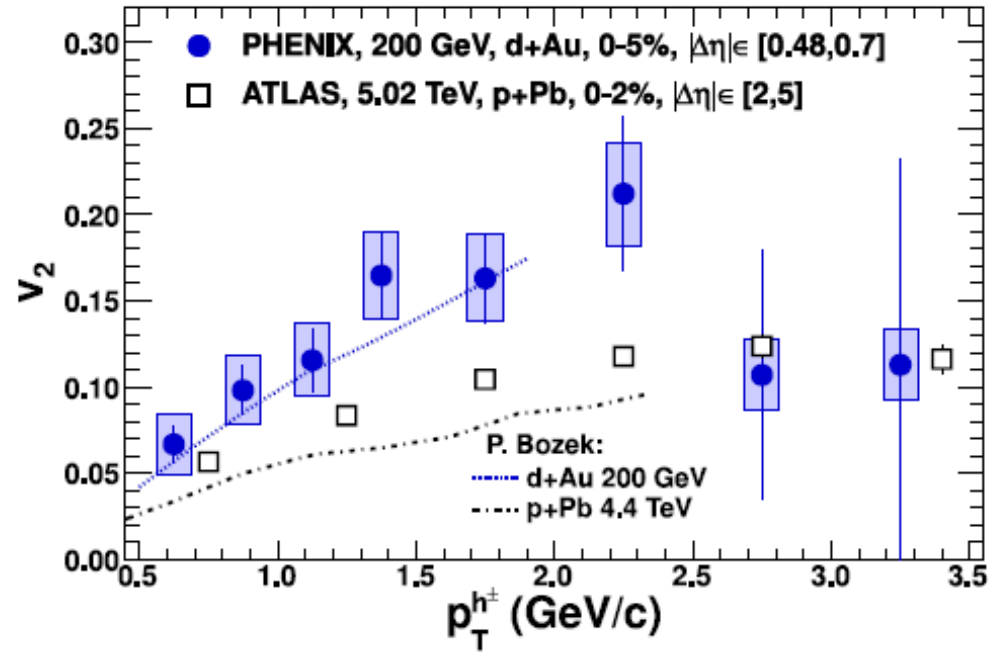 PHENIX, 200 GeV, d+Au, 0-5%, |Δη|∈ [0.48,0.7]
ATLAS, 5.02 TeV, p+Pb, 0-2%, |Δη|∈ [2,5]
0.30
0.25
0.20
0.15
0.10
0.05
0.00
v2
P. Bozek:
d+Au 200 GeV
p+Pb 4.4 TeV
0.5 1.0 1.5 2.0 2.5 3.0 3.5
p_T^{h±} (GeV/c)